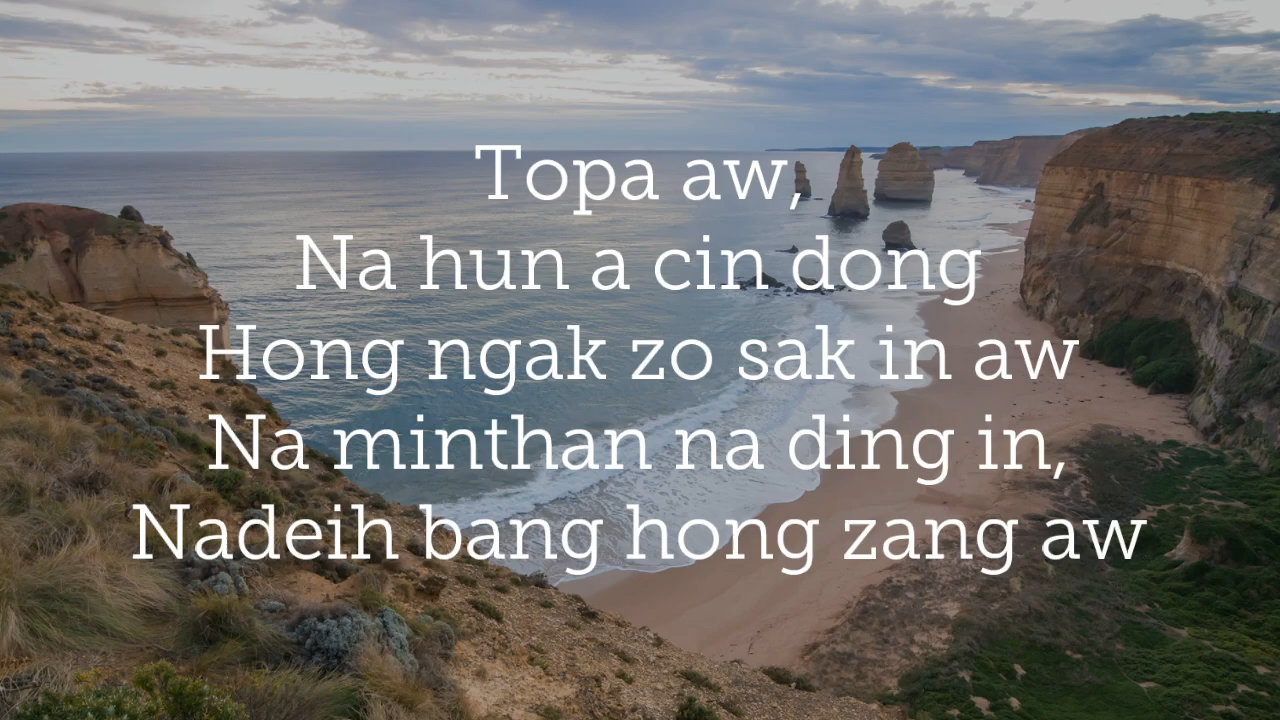 Topa aw,
Na hun a cin dong
Hong ngak zo sak in aw
Na minthan na ding in,
Nadeih bang hong zang aw